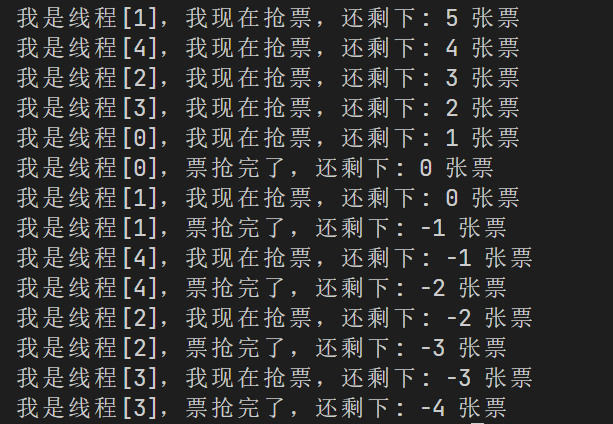 我是线程[1], 我现在抢票, 还剩下: 5 张票
我是线程[4], 我现在抢票, 还剩下: 4 张票
我是线程[2], 我现在抢票, 还剩下: 3 张票
我是线程[3], 我现在抢票, 还剩下: 2 张票
我是线程[0], 我现在抢票, 还剩下: 1 张票
我是线程[0], 票抢完了, 还剩下: 0 张票
我是线程[1], 我现在抢票, 还剩下: 0 张票
我是线程[1], 票抢完了, 还剩下: -1 张票
我是线程[4], 我现在抢票, 还剩下: -1 张票
我是线程[4], 票抢完了, 还剩下: -2 张票
我是线程[2], 我现在抢票, 还剩下: -2 张票
我是线程[2], 票抢完了, 还剩下: -3 张票
我是线程[3], 我现在抢票, 还剩下: -3 张票
我是线程[3], 票抢完了, 还剩下: -4 张票